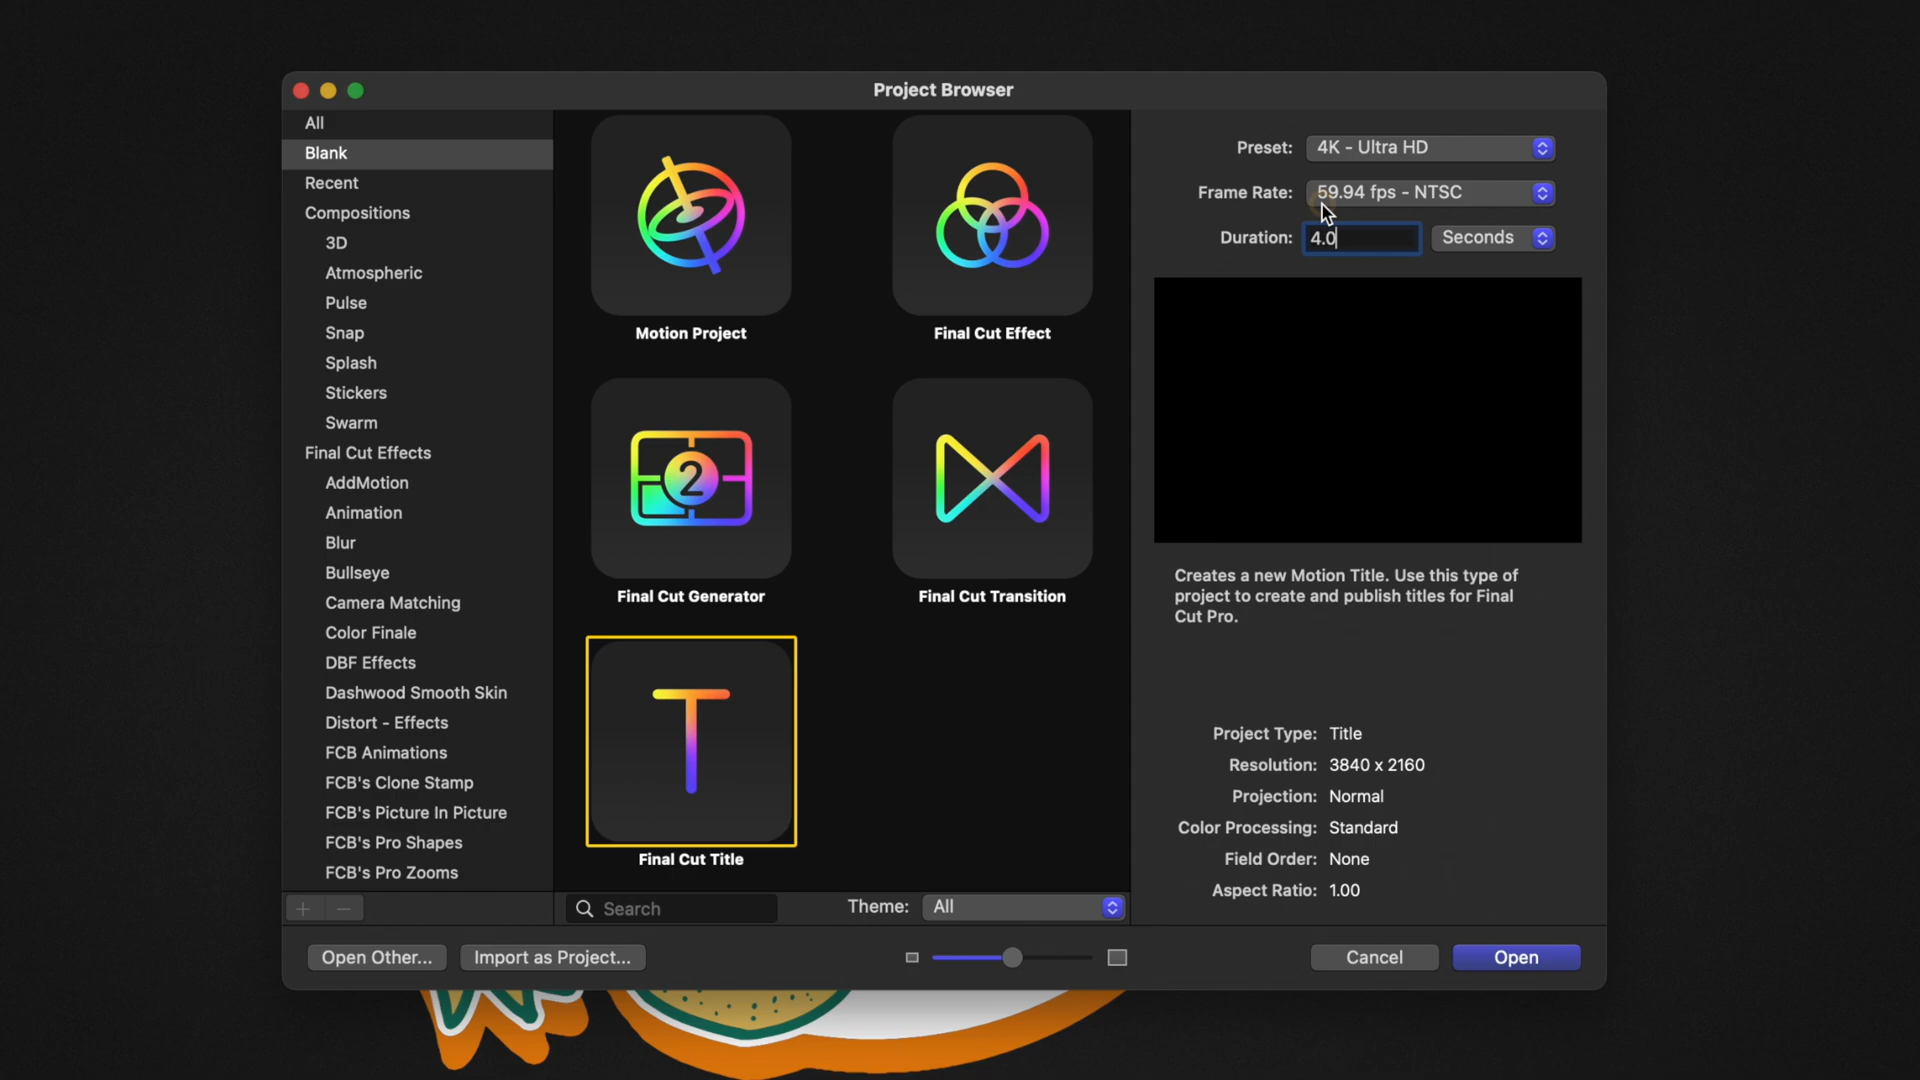 Project Browser
All
Blank
Recent
Compositions
3D
Atmospheric
Pulse
Snap
Splash
Stickers
Swarm
Final Cut Effects
AddMotion
Animation
Blur
Bullseye
Camera Matching
Color Finale
DBF Effects
Dashwood Smooth Skin
Distort - Effects
FCB Animations
FCB's Clone Stamp
FCB's Picture In Picture
FCB's Pro Shapes
FCB's Pro Zooms
Motion Project
Final Cut Effect
2
Final Cut Generator
Final Cut Transition
T
Final Cut Title
Search
Theme: All
Preset: 4K - Ultra HD
Frame Rate: 59.94 fps - NTSC
Duration: 4.0 Seconds
Creates a new Motion Title. Use this type of
project to create and publish titles for Final
Cut Pro.
Project Type: Title
Resolution: 3840 x 2160
Projection: Normal
Color Processing: Standard
Field Order: None
Aspect Ratio: 1.00
Open Other...
Import as Project...
Cancel
Open